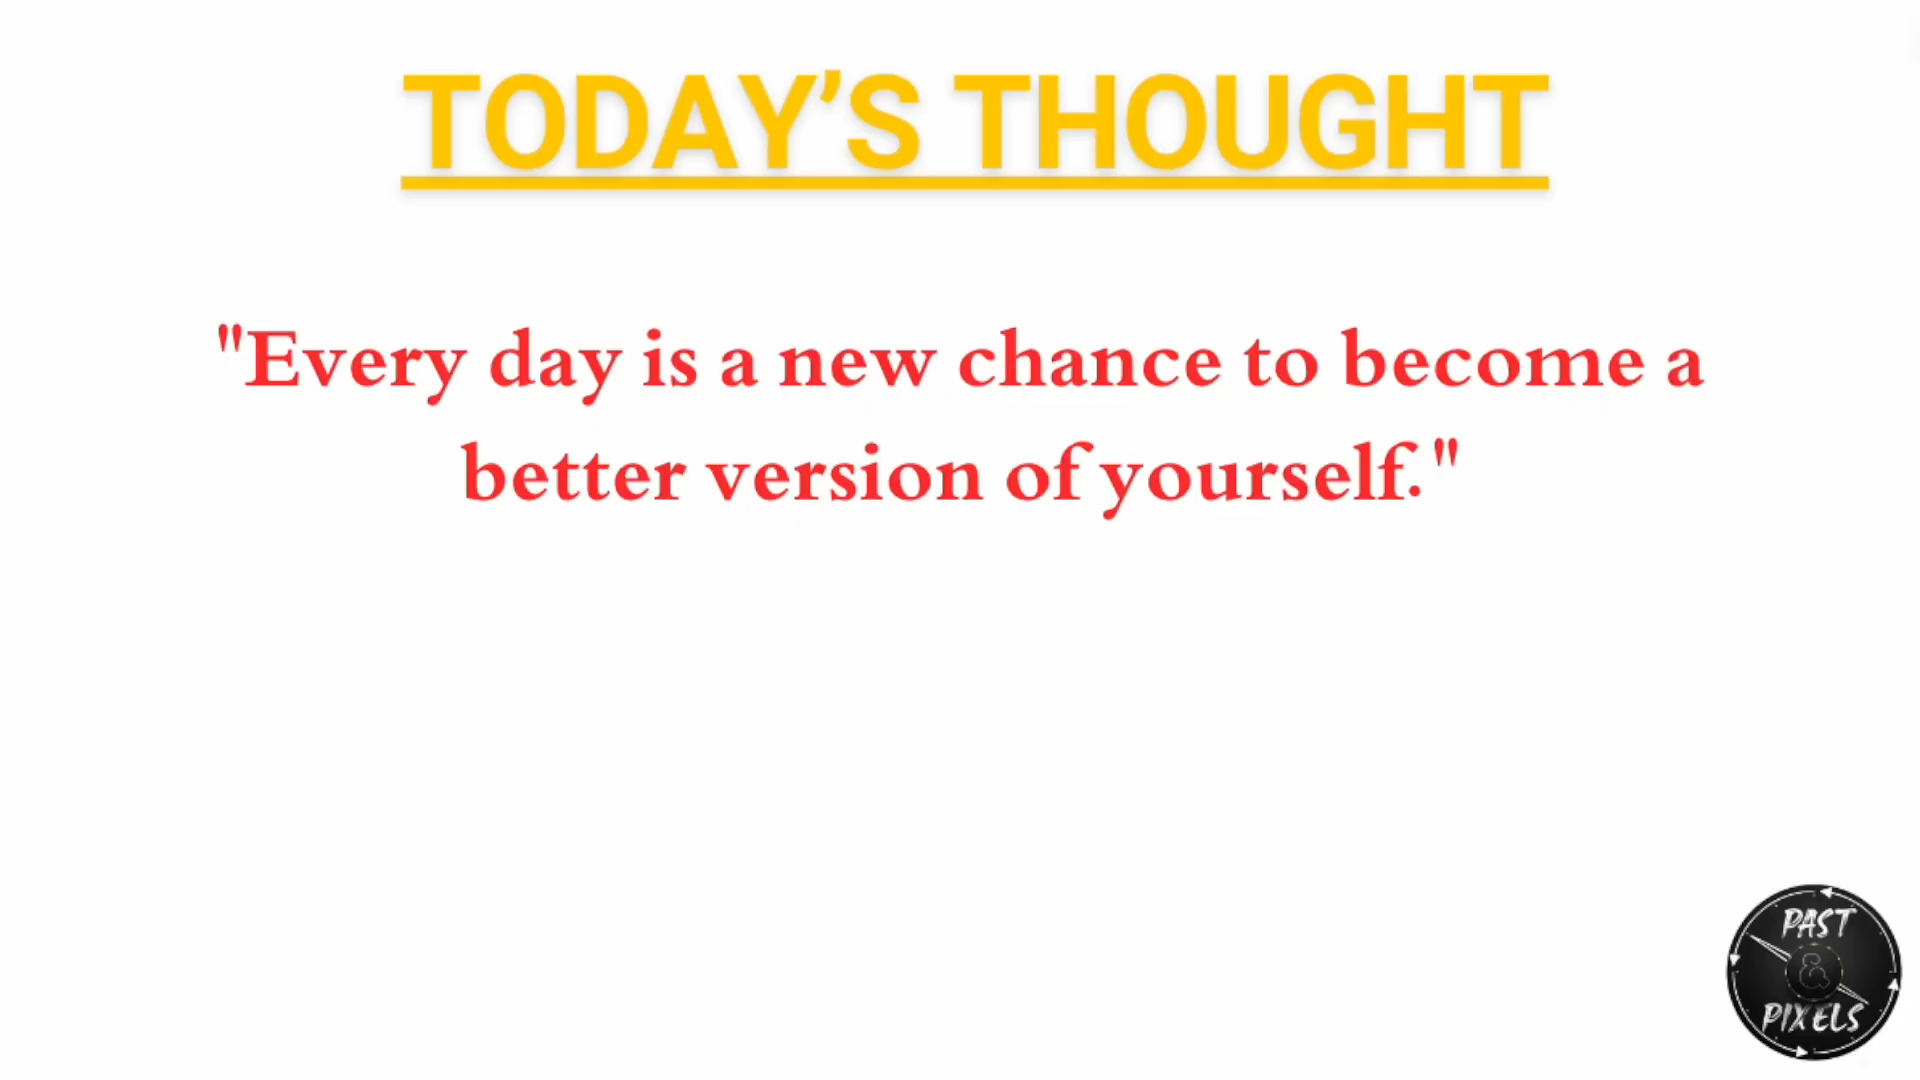 TODAY’S THOUGHT
"Every day is a new chance to become a
better version of yourself."
PAST
&
PIXELS